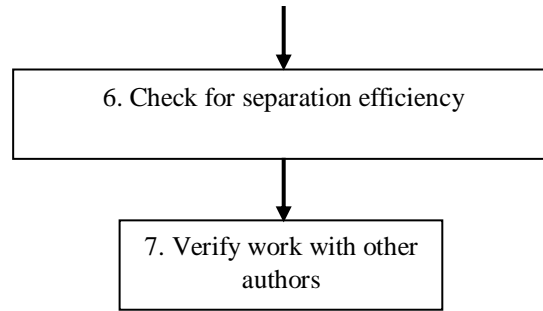 6. Check for separation efficiency
7. Verify work with other
authors